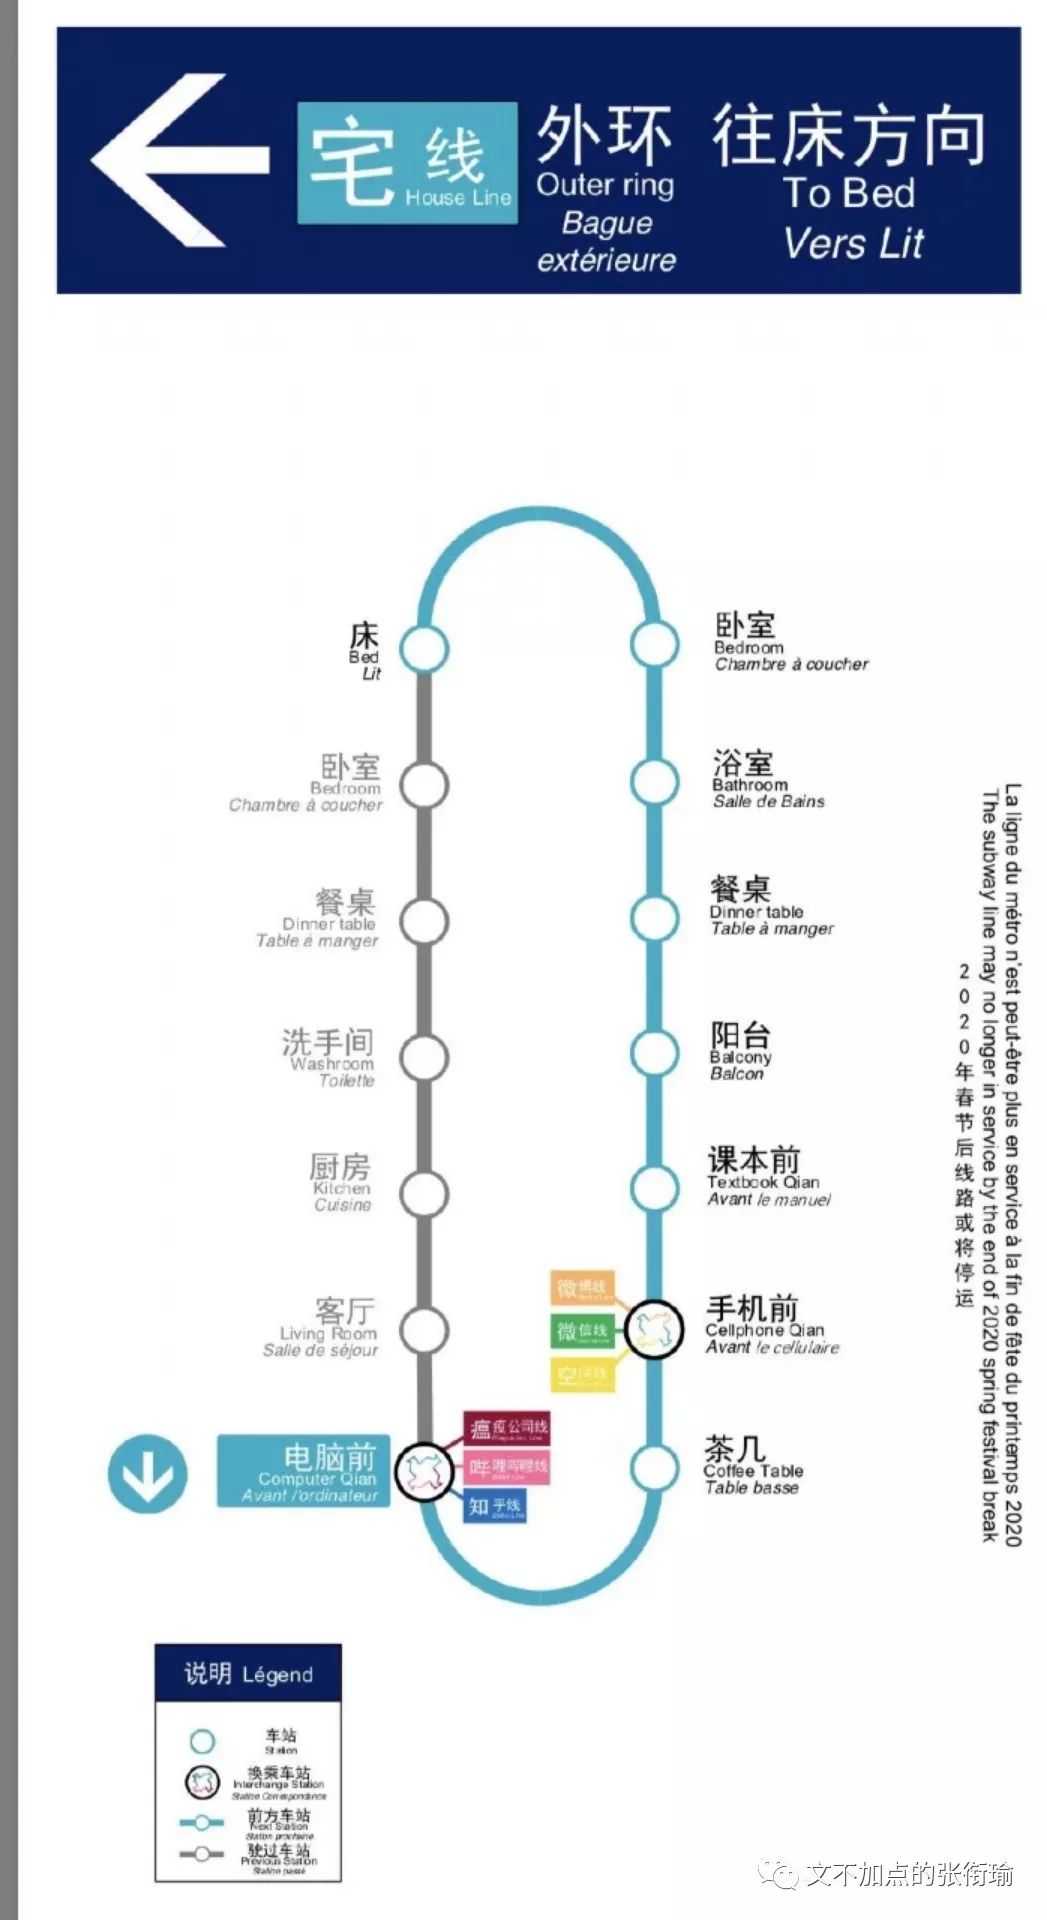 宅线
House Line
外环
Outer ring
Bague
extérieure
往床方向
To Bed
Vers Lit
床
Bed
Lit
卧室
Bedroom
Chambre à coucher
餐桌
Dinner table
Table à manger
洗手间
Washroom
Toilette
厨房
Kitchen
Cuisine
客厅
Living Room
Salle de séjour
电脑前
Computer Qian
Avant l'ordinateur
瘟疫公司线
哔哩哔哩线
知乎线
卧室
Bedroom
Chambre à coucher
浴室
Bathroom
Salle de Bains
餐桌
Dinner table
Table à manger
阳台
Balcony
Balcon
课本前
Textbook Qian
Avant le manuel
微博线
微信线
空间线
手机前
Cellphone Qian
Avant le cellulaire
茶几
Coffee Table
Table basse
La ligne du métro n'est peut-être plus en service à la fin de fête du printemps 2020
The subway line may no longer in service by the end of 2020 spring festival break
2020年春节后线路或将停运
说明 Légend
车站
Station
换乘车站
Interchange Station
Station Correspondance
前方车站
Next Station
Station prochaine
驶过车站
Previous Station
Station passé
文不加点的张衔瑜